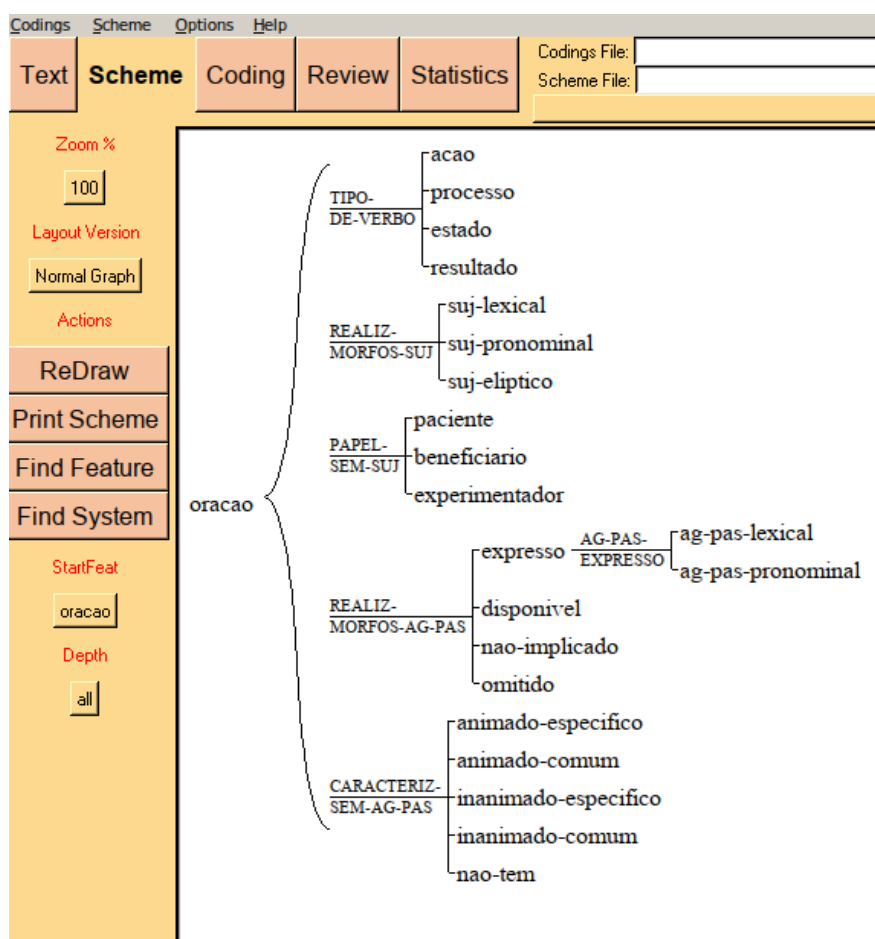 Codings Scheme Options Help
Text Scheme Coding Review Statistics
Codings File:
Scheme File:
Zoom %
100
Layout Version
Normal Graph
Actions
ReDraw
Print Scheme
Find Feature
Find System
StartFeat
oracao
Depth
all
oracao
TIPO-
DE-VERBO
acao
processo
estado
resultado
REALIZ-
MORFOS-SUJ
suj-lexical
suj-pronominal
suj-eliptico
PAPEL-
SEM-SUJ
paciente
beneficiario
experimentador
REALIZ-
MORFOS-AG-PAS
expresso
AG-PAS-
EXPRESSO
ag-pas-lexical
ag-pas-pronominal
disponivel
nao-implicado
omitido
CARACTERIZ-
SEM-AG-PAS
animado-especifico
animado-comum
inanimado-especifico
inanimado-comum
nao-tem